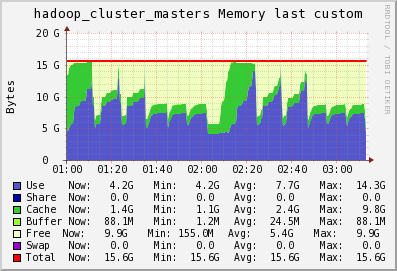 hadoop_cluster_masters Memory last custom
RRDTOOL / TOBI OETIKER
Bytes
20 G
15 G
10 G
5 G
0
01:00 01:20 01:40 02:00 02:20 02:40 03:00
Use Now: 4.2G Min: 4.2G Avg: 7.7G Max: 14.3G
Share Now: 0.0 Min: 0.0 Avg: 0.0 Max: 0.0
Cache Now: 1.4G Min: 1.1G Avg: 2.4G Max: 9.8G
Buffer Now: 88.1M Min: 1.2M Avg: 24.5M Max: 88.1M
Free Now: 9.9G Min: 155.0M Avg: 5.4G Max: 9.9G
Swap Now: 0.0 Min: 0.0 Avg: 0.0 Max: 0.0
Total Now: 15.6G Min: 15.6G Avg: 15.6G Max: 15.6G